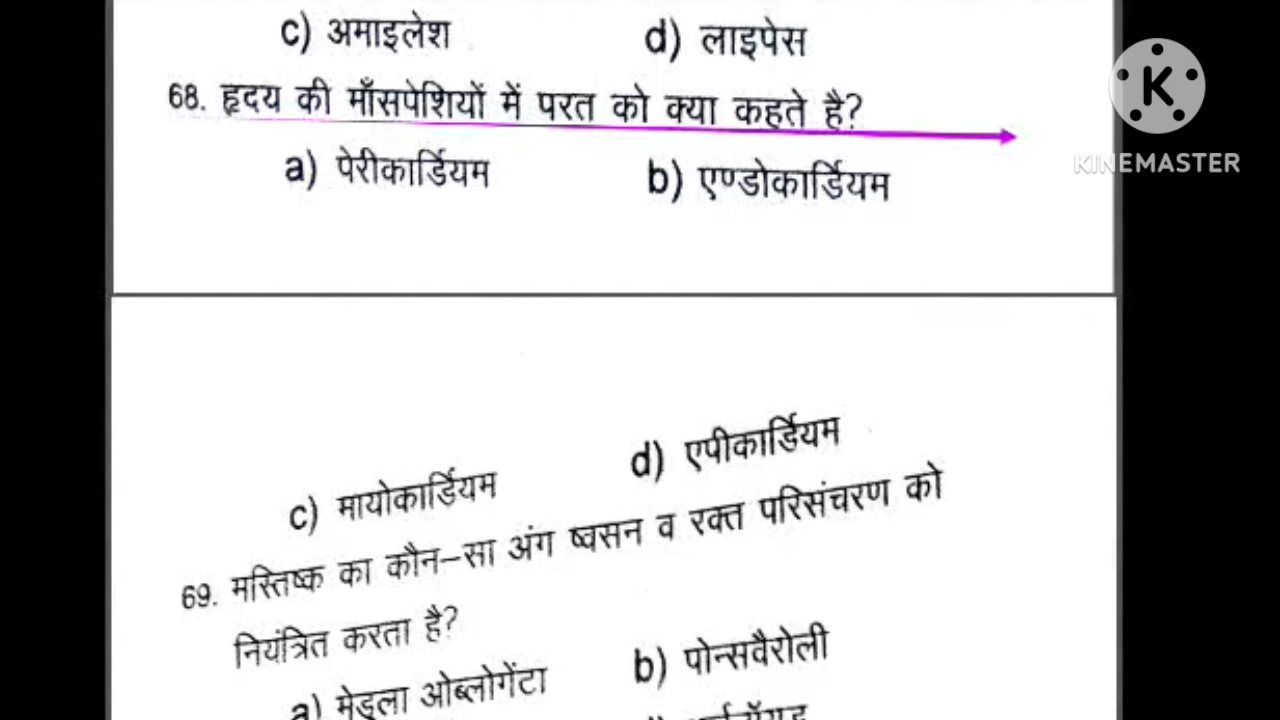 c) अमाइलेश d) लाइपेस
68. हृदय की माँसपेशियों में परत को क्या कहते है?
a) पेरीकार्डियम b) एण्डोकार्डियम
K
KINEMASTER
c) मायोकार्डियम d) एपीकार्डियम
69. मस्तिष्क का कौन–सा अंग ष्वसन व रक्त परिसंचरण को
नियंत्रित करता है?
a) मेडुला ओब्लोगेंटा b) पोन्सवैरोली